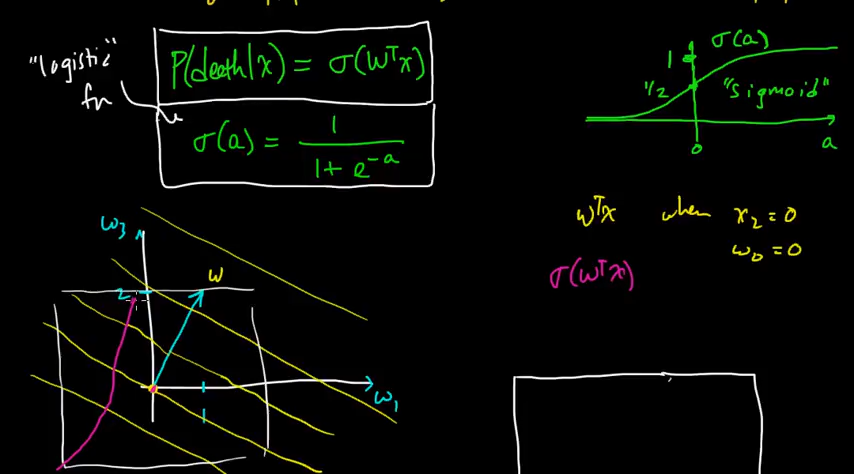 "logistic"
fn
P(death|x) = σ(wᵀx)
σ(a) = 1 / (1 + e^{-a})
σ(a)
1
1/2
"Sigmoid"
0
a
wᵀx when x₂ = 0
w₀ = 0
σ(wᵀx)
w₃
w
2
1
w₁